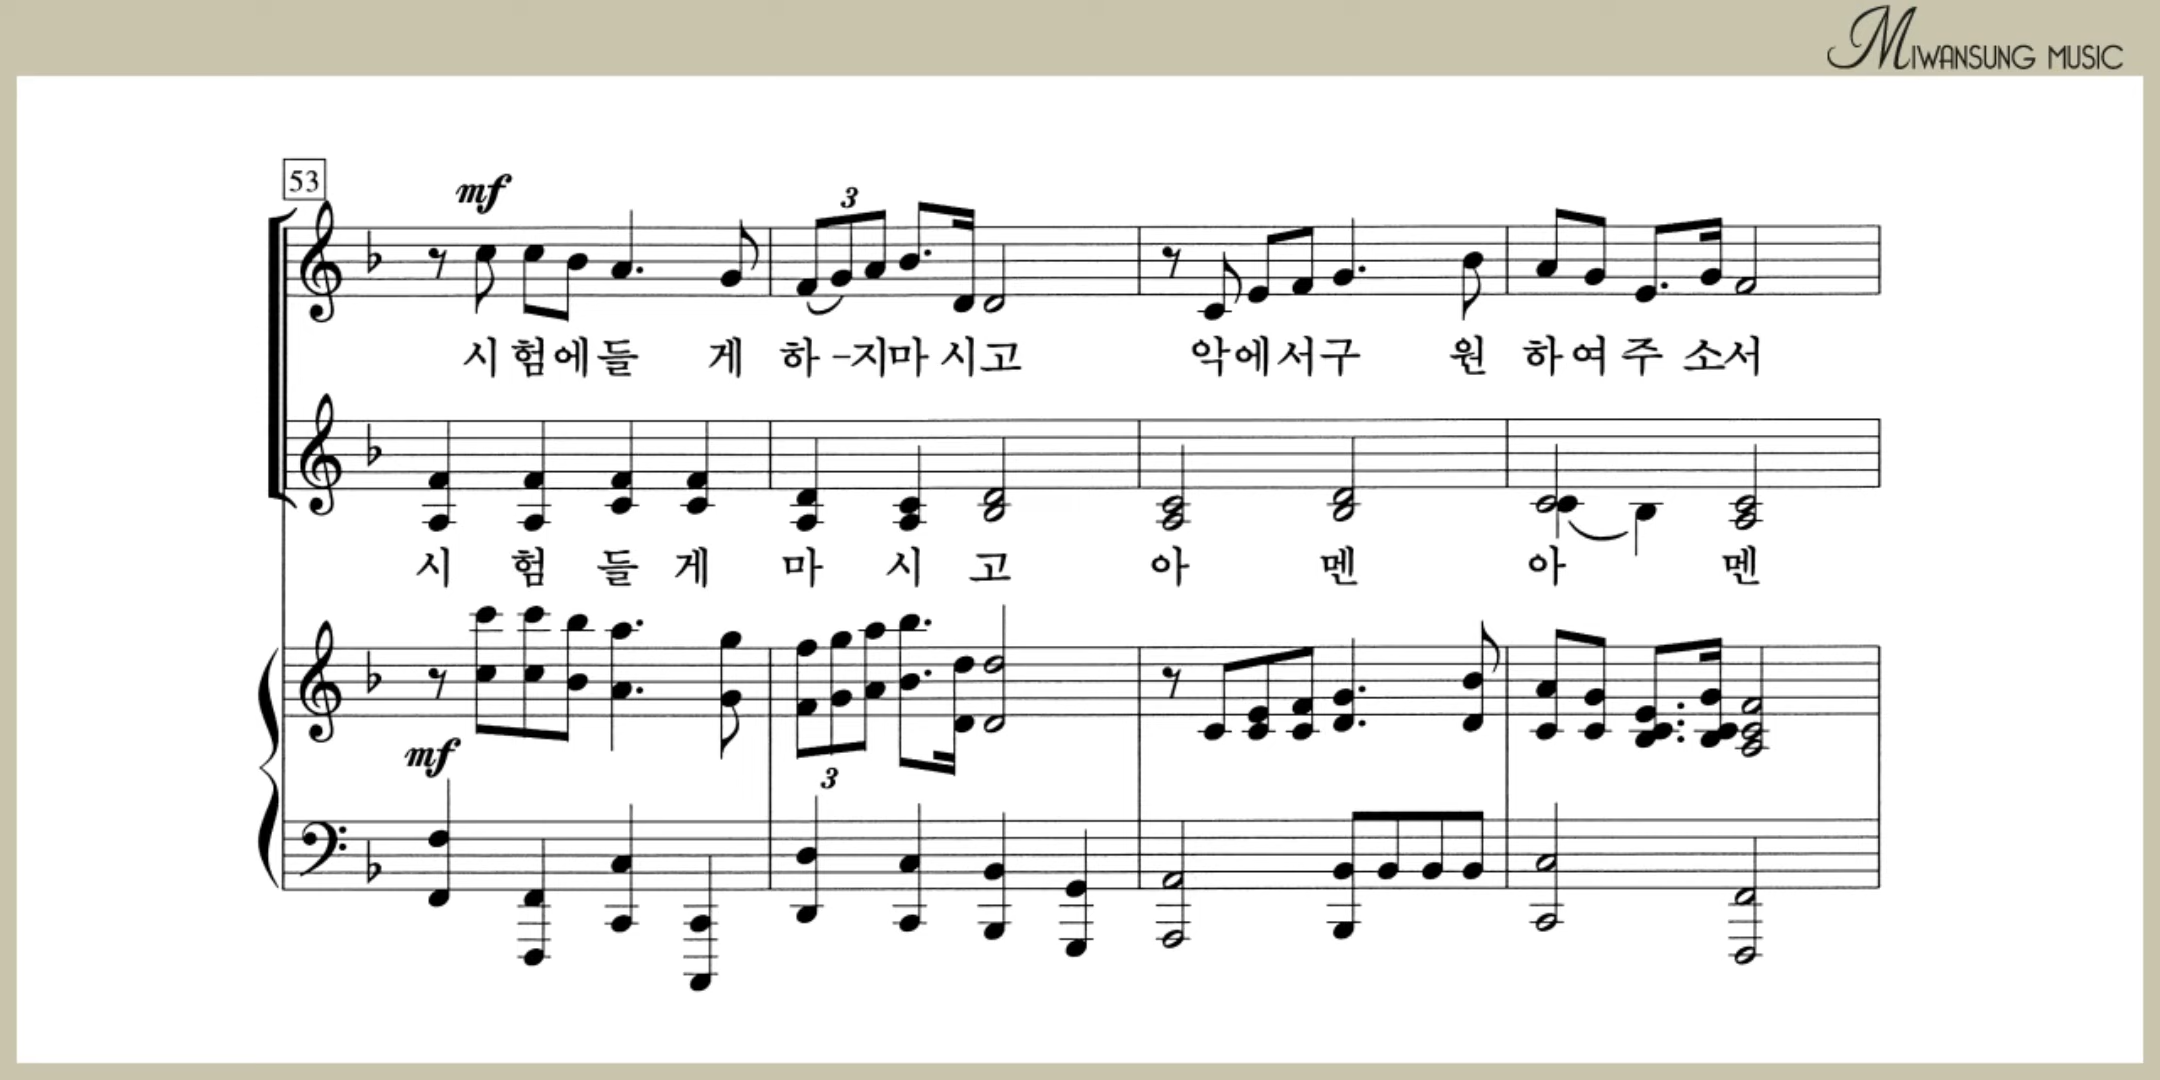 MIWANSUNG MUSIC
53
mf
3
시 험 에 들 게 하 -지 마 시 고 악 에 서 구 원 하 여 주 소 서
시 험 들 게 마 시 고 아 멘 아 멘
mf
3